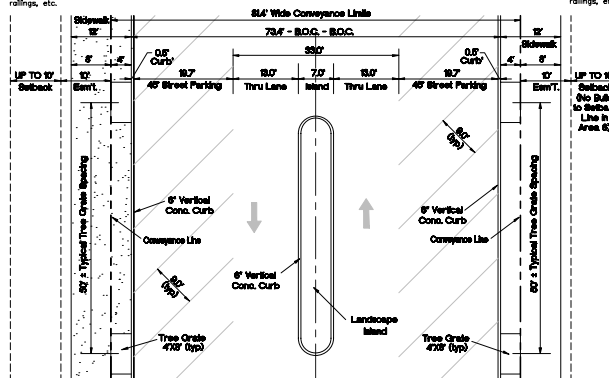 railings, etc.
railings, e
81.4' Wide Conveyance Limits
Sidewalk
12'
73.4' - B.O.C. - B.O.C.
12'
Sidewalk
8'
4'
0.5'
Curb
33.0'
0.5'
Curb
4'
8'
UP TO 10'
Setback
10'
Esm'T.
19.7'
45' Street Parking
13.0'
Thru Lane
7.0'
Island
13.0'
Thru Lane
19.7'
45' Street Parking
10'
Esm'T.
UP TO 1
Setback
(No Buil
to Setba
Line in
Area 6)
50' ± Typical Tree Grate Spacing
6" Vertical
Conc. Curb
Conveyance Line
9.0'
(typ)
6" Vertical
Conc. Curb
Landscape
Island
9.0'
(typ)
6" Vertical
Conc. Curb
Conveyance Line
50' ± Typical Tree Grate Spacing
Tree Grate
4'X8' (typ)
Tree Grate
4'X8' (typ)